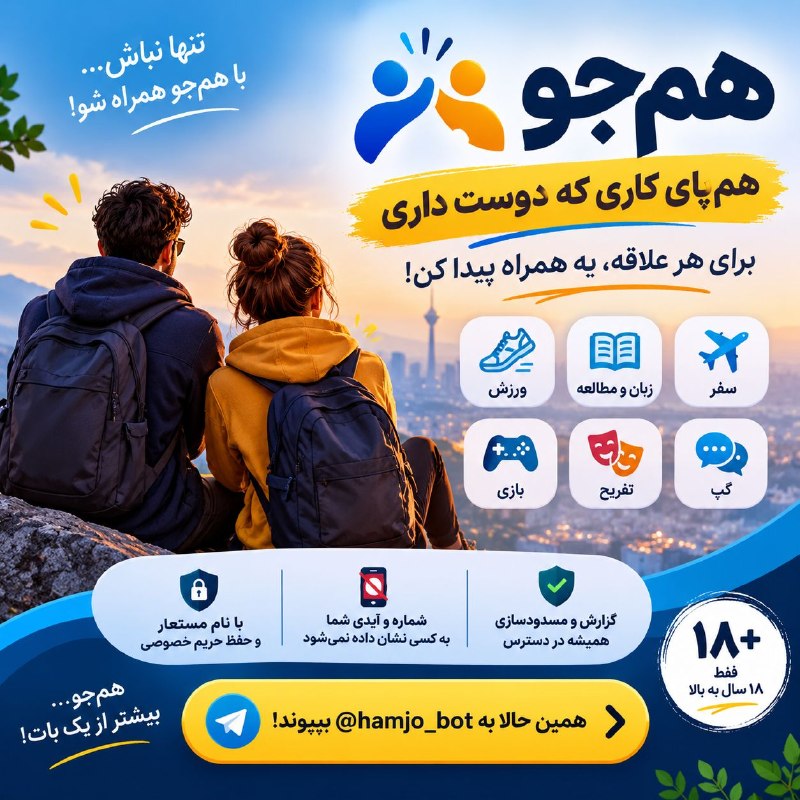 تنها نباش...
با هم‌جو همراه شو!
هم‌جو
هم‌پای کاری که دوست داری
برای هر علاقه، یه همراه پیدا کن!
سفر
زبان و مطالعه
ورزش
گپ
تفریح
بازی
گزارش و مسدودسازی
همیشه در دسترس
شماره و آیدی شما
به کسی نشان داده نمی‌شود
با نام مستعار
و حفظ حریم خصوصی
+۱۸
فقط
۱۸ سال به بالا
همین حالا به @hamjo_bot بپیوند!
هم‌جو...
بیشتر از یک بات!